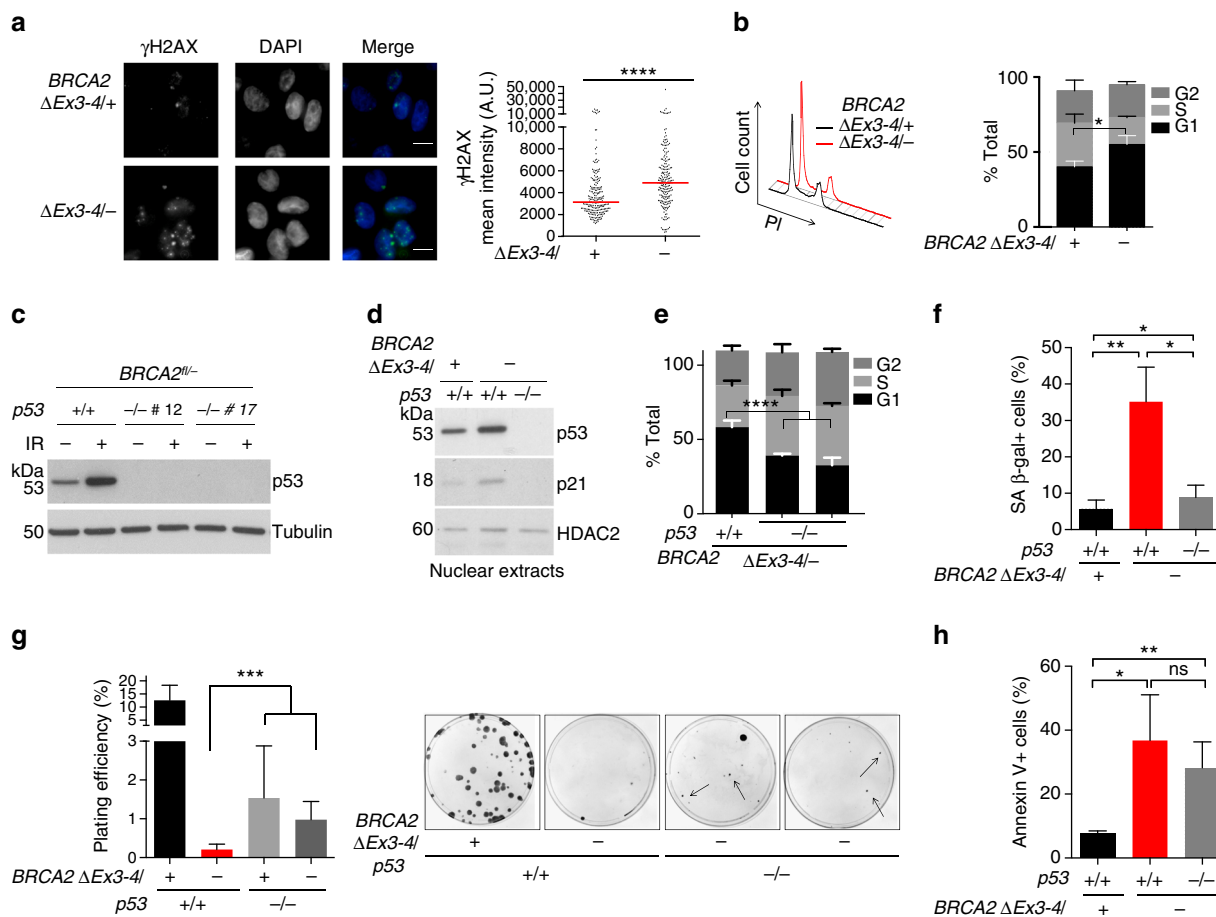 a
γH2AX DAPI Merge
BRCA2
ΔEx3-4/+
ΔEx3-4/–
γH2AX
mean intensity (A.U.)
50,000
30,000
10,000
8000
6000
4000
2000
0
****
ΔEx3-4/ + –
b
Cell count
PI
BRCA2
ΔEx3-4/+
ΔEx3-4/–
% Total
100
50
0
*
G2
S
G1
BRCA2 ΔEx3-4/ + –
c
BRCA2fl/–
p53 +/+ –/– # 12 –/– # 17
IR – + – + – +
kDa
53 p53
50 Tubulin
d
BRCA2
ΔEx3-4/ + –
p53 +/+ +/+ –/–
kDa
53 p53
18 p21
60 HDAC2
Nuclear extracts
e
% Total
100
50
0
****
G2
S
G1
p53 +/+ –/–
BRCA2 ΔEx3-4/–
f
SA β-gal+ cells (%)
50
40
30
20
10
0
*
** *
p53 +/+ +/+ –/–
BRCA2 ΔEx3-4/
+ –
g
Plating efficiency (%)
20
15
10
5
3
2
1
0
***
BRCA2 ΔEx3-4/ + – + –
p53 +/+ –/–
BRCA2
ΔEx3-4/ + – – –
p53 +/+ –/–
h
Annexin V+ cells (%)
60
40
20
0
**
* ns
p53 +/+ +/+ –/–
BRCA2 ΔEx3-4/ + –